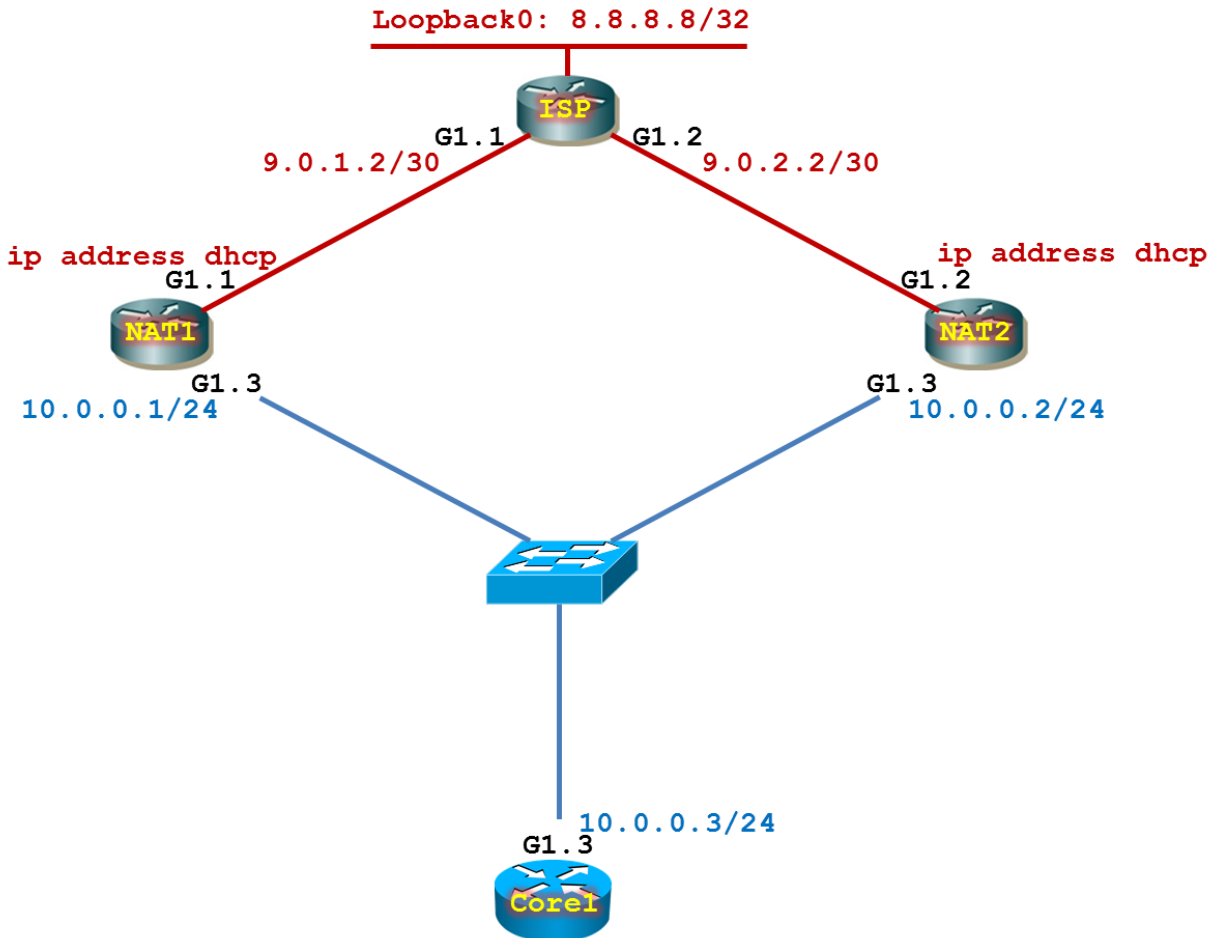 Loopback0: 8.8.8.8/32
ISP
G1.1
G1.2
9.0.1.2/30
9.0.2.2/30
ip address dhcp
ip address dhcp
G1.1
G1.2
NAT1
NAT2
G1.3
G1.3
10.0.0.1/24
10.0.0.2/24
10.0.0.3/24
G1.3
Core1